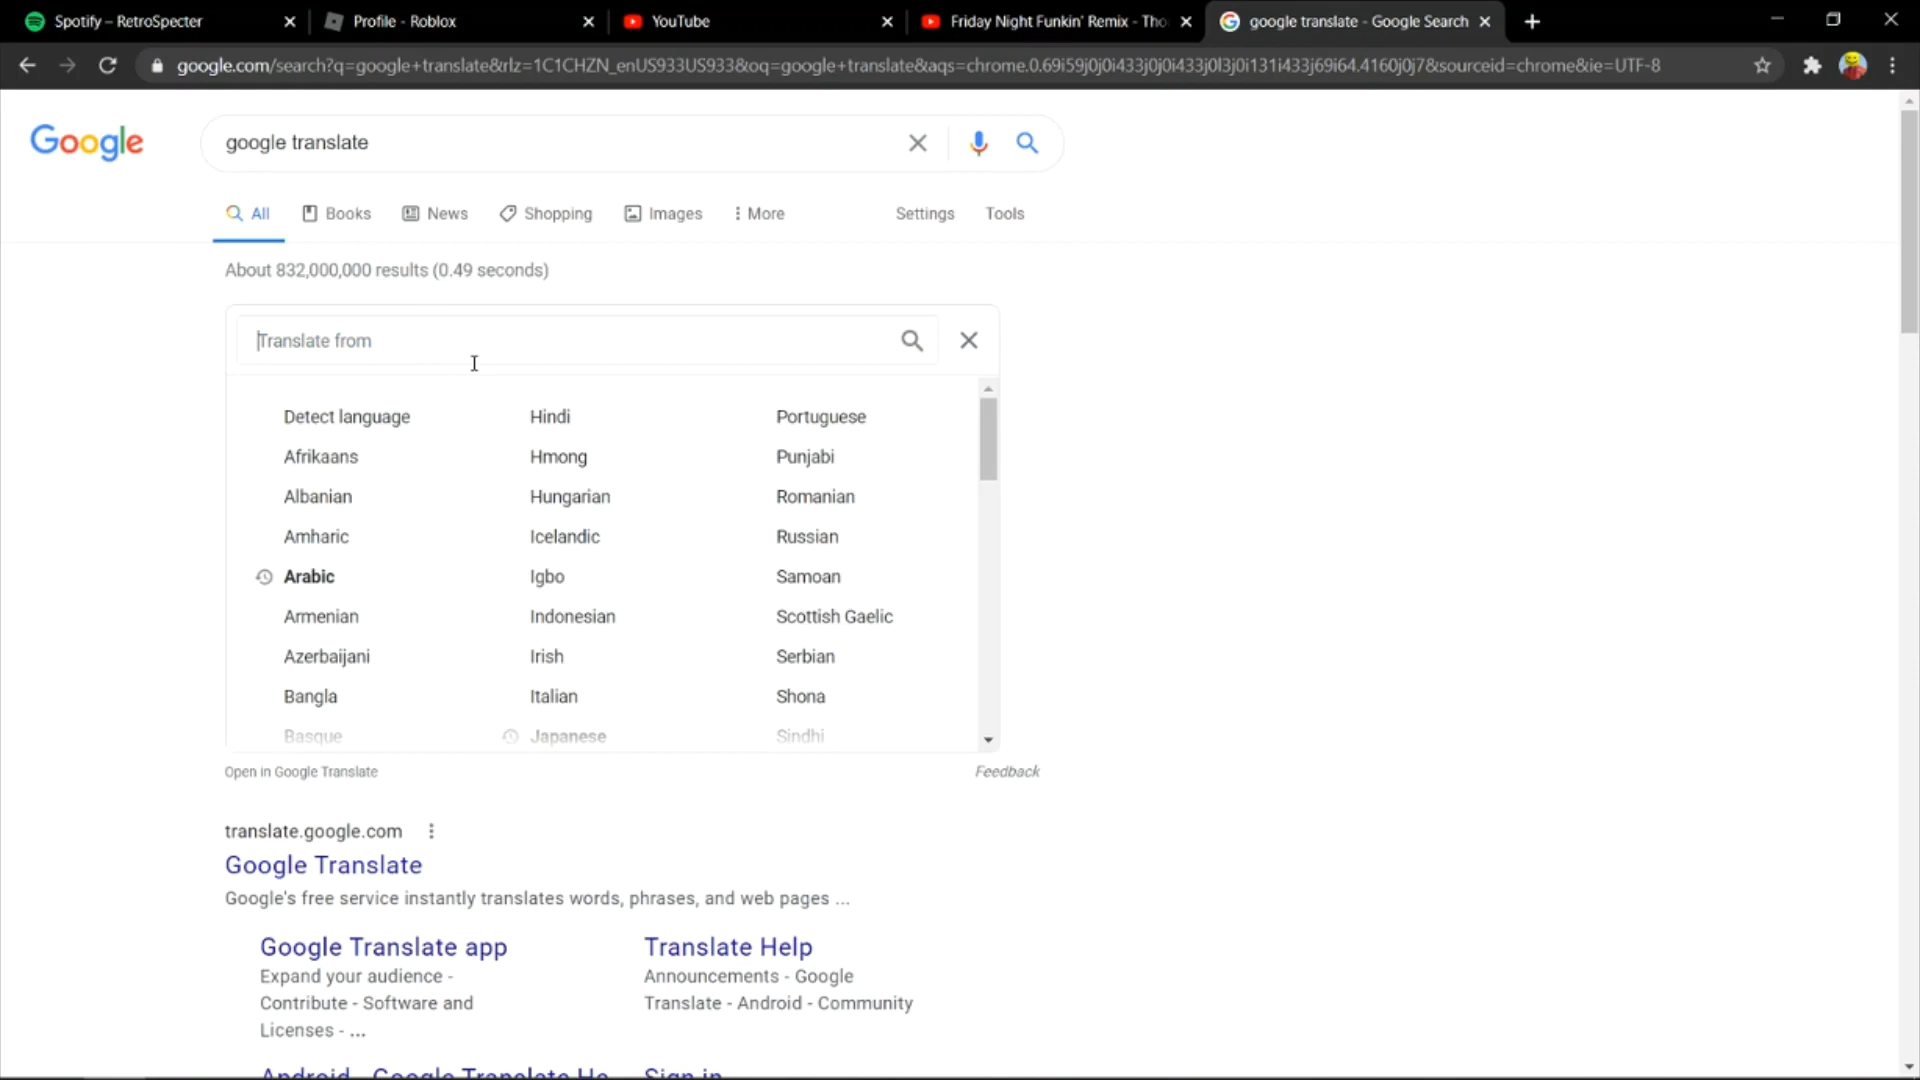 Spotify – RetroSpecter
Profile - Roblox
YouTube
Friday Night Funkin' Remix - Tho
google translate - Google Search
google.com/search?q=google+translate&rlz=1C1CHZN_enUS933US933&oq=google+translate&aqs=chrome.0.69i59j0j0i433j0j0i433j0l3j0i131i433j69i64.4160j0j7&sourceid=chrome&ie=UTF-8
Google
google translate
All
Books
News
Shopping
Images
More
Settings
Tools
About 832,000,000 results (0.49 seconds)
Translate from
Detect language
Hindi
Portuguese
Afrikaans
Hmong
Punjabi
Albanian
Hungarian
Romanian
Amharic
Icelandic
Russian
Arabic
Igbo
Samoan
Armenian
Indonesian
Scottish Gaelic
Azerbaijani
Irish
Serbian
Bangla
Italian
Shona
Basque
Japanese
Sindhi
Open in Google Translate
Feedback
translate.google.com
Google Translate
Google's free service instantly translates words, phrases, and web pages ...
Google Translate app
Translate Help
Expand your audience -
Contribute - Software and
Licenses - ...
Announcements - Google
Translate - Android - Community
Android - Google Translate He
Sign in